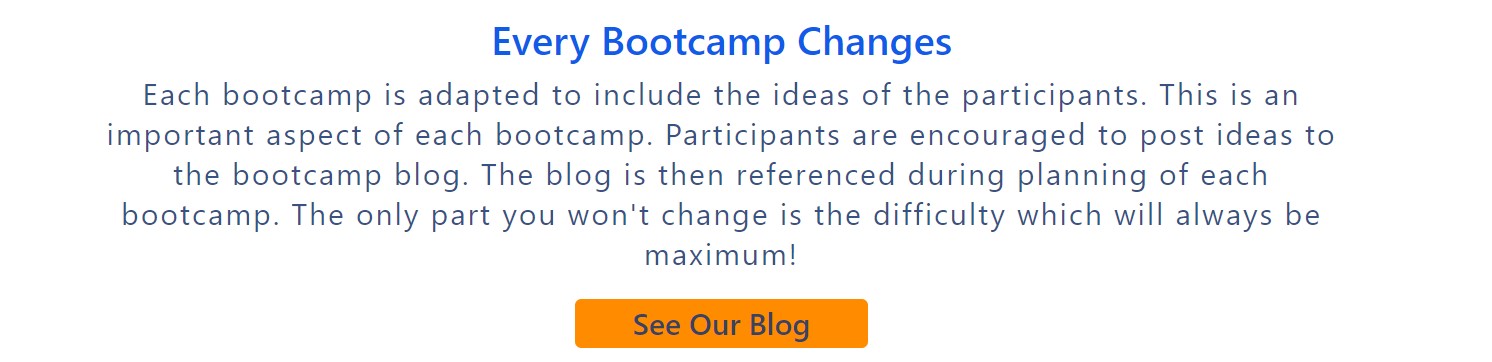 Every Bootcamp Changes
Each bootcamp is adapted to include the ideas of the participants. This is an
important aspect of each bootcamp. Participants are encouraged to post ideas to
the bootcamp blog. The blog is then referenced during planning of each
bootcamp. The only part you won't change is the difficulty which will always be
maximum!
See Our Blog